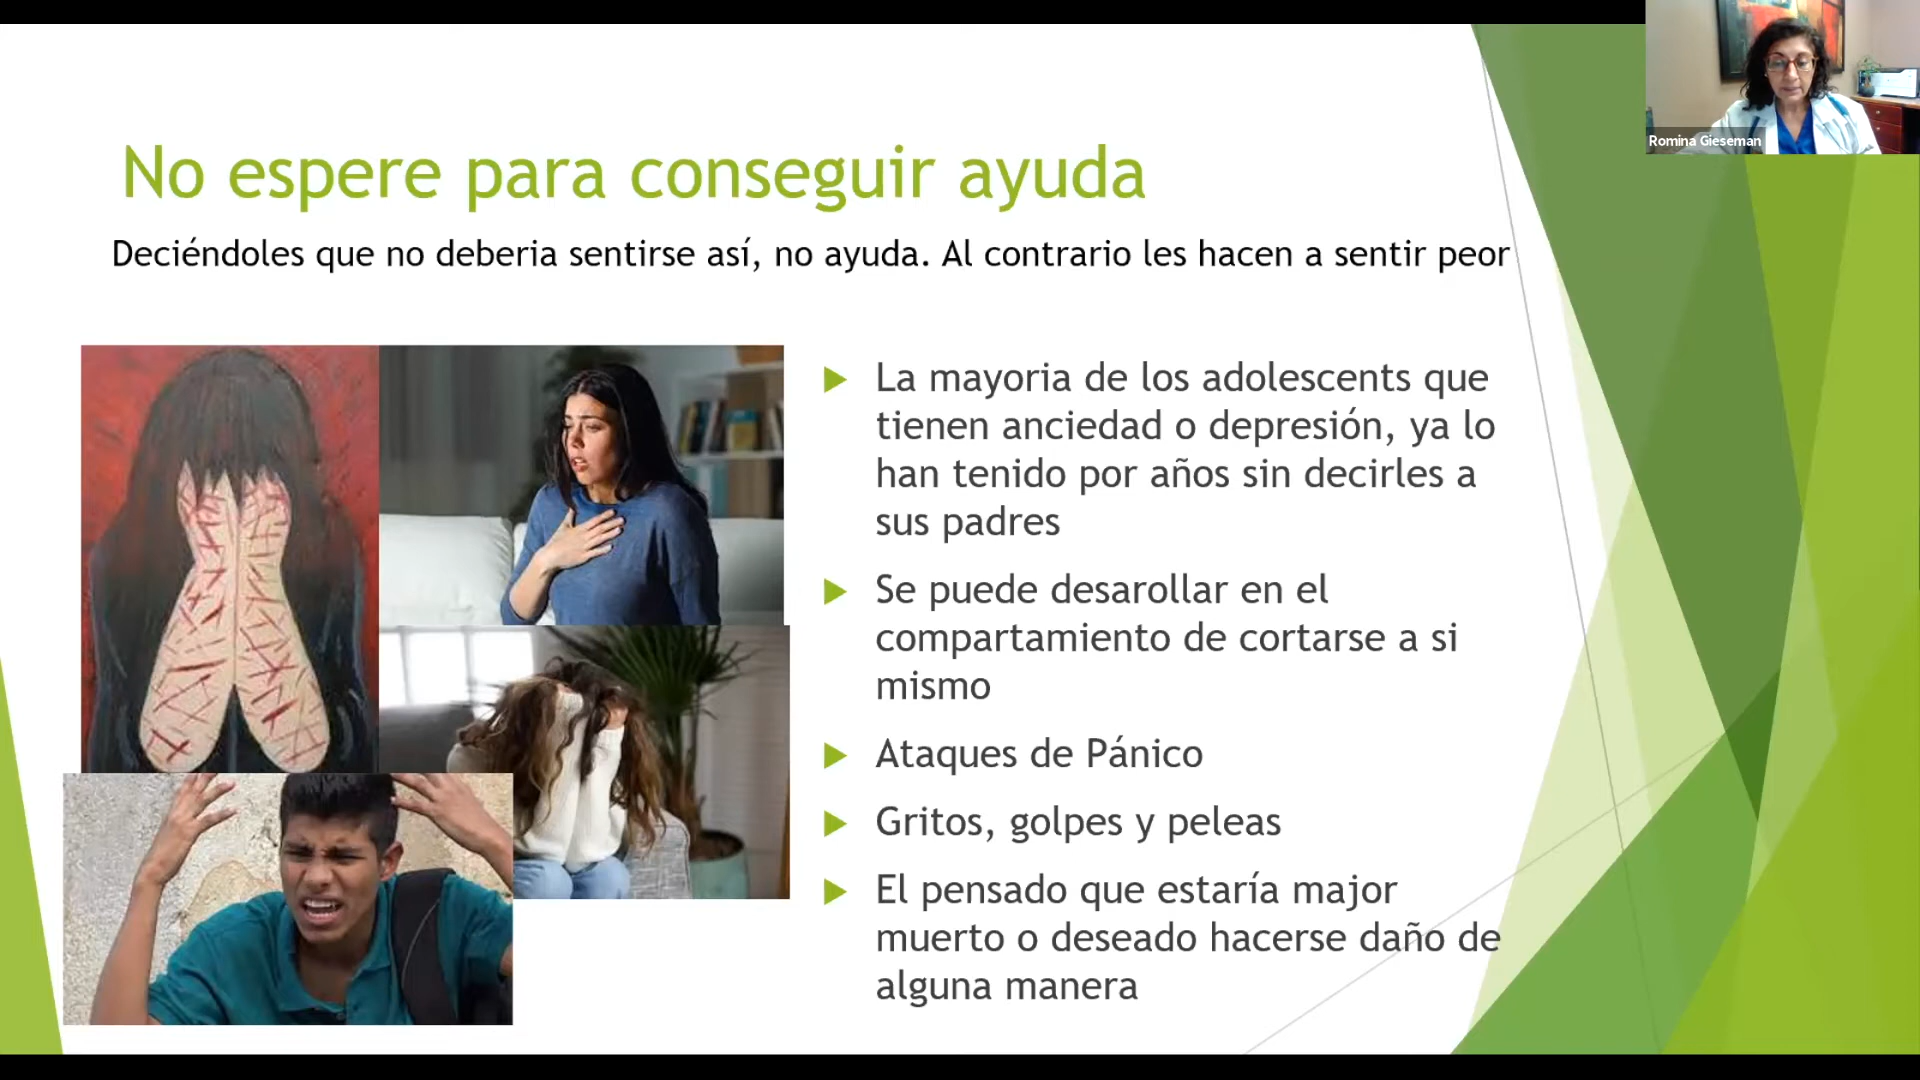 Romina Gieseman
No espere para conseguir ayuda
Deciéndoles que no deberia sentirse así, no ayuda. Al contrario les hacen a sentir peor
La mayoria de los adolescents que
tienen anciedad o depresión, ya lo
han tenido por años sin decirles a
sus padres
Se puede desarollar en el
compartamiento de cortarse a si
mismo
Ataques de Pánico
Gritos, golpes y peleas
El pensado que estaría major
muerto o deseado hacerse daño de
alguna manera